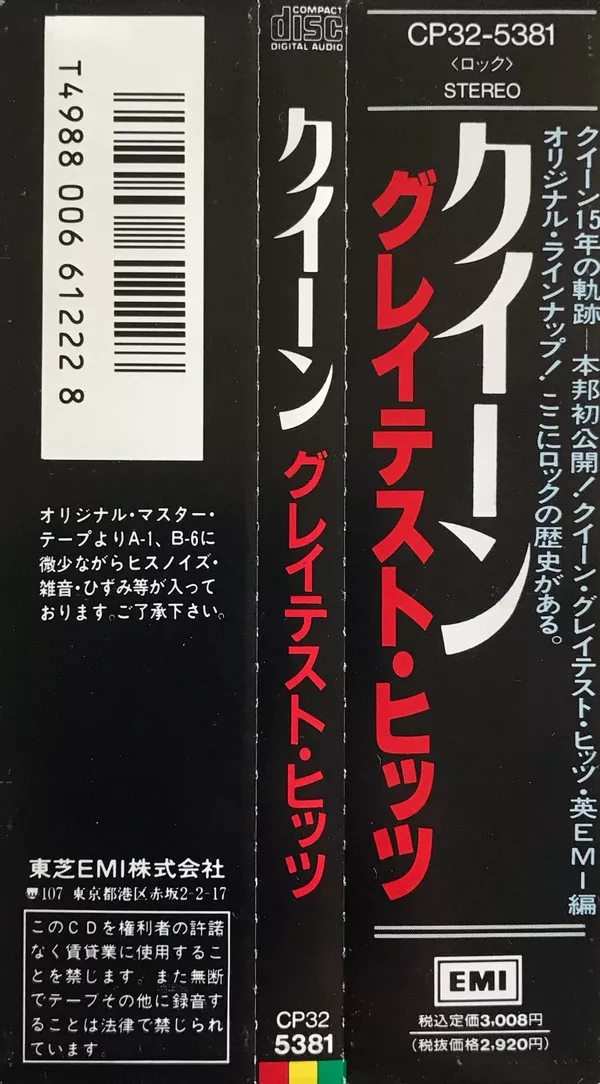 T4988 006 61222 8
オリジナル・マスター・
テープよりA-1、B-6に
微少ながらヒスノイズ・
雑音・ひずみ等が入って
おります。ご了承下さい。
東芝EMI株式会社
〠107 東京都港区赤坂2-2-17
このCDを権利者の許諾
なく賃貸業に使用するこ
とを禁じます。また無断
でテープその他に録音す
ることは法律で禁じられ
ています。
COMPACT
disc
DIGITAL AUDIO
クイーン
グレイテスト・ヒッツ
CP32
5381
CP32-5381
〈ロック〉
STEREO
クイーン15年の軌跡―本邦初公開!クイーン・グレイテスト・ヒッツ・英EMI編
オリジナル・ラインナップ!ここにロックの歴史がある。
クイーン
グレイテスト・ヒッツ
EMI
税込定価3,008円
(税抜価格2,920円)